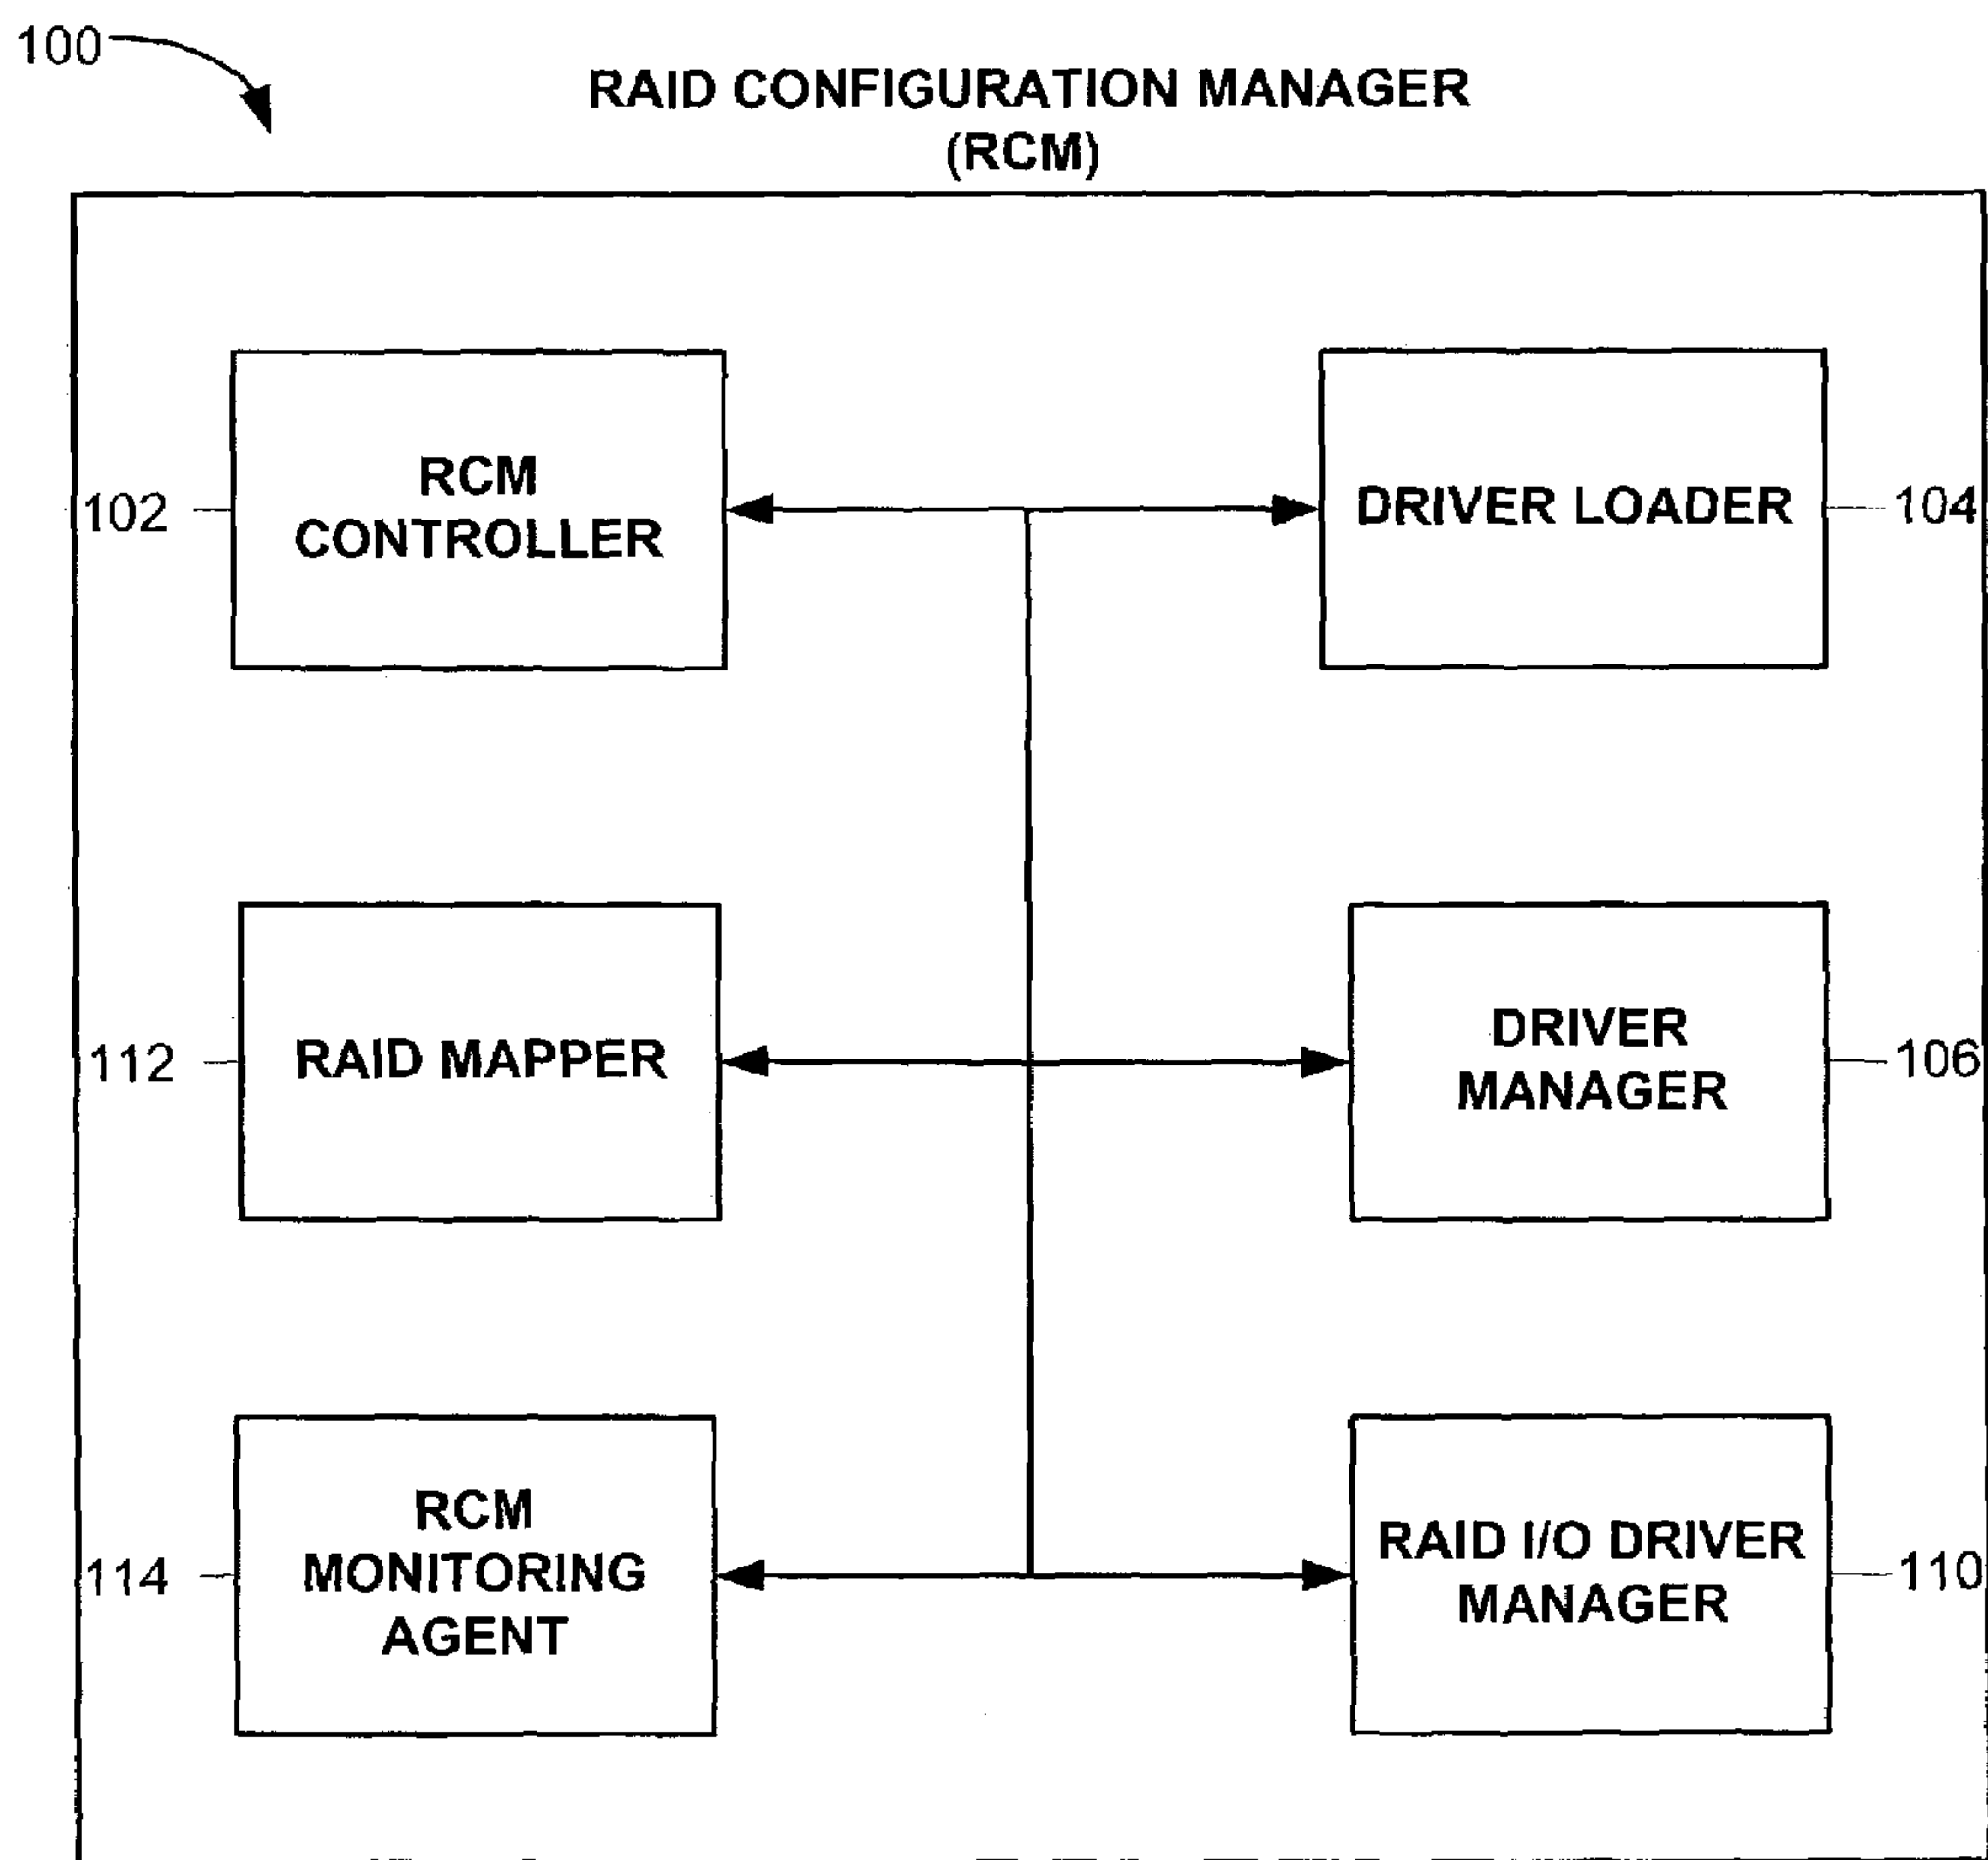 100
RAID CONFIGURATION MANAGER
(RCM)
102
RCM
CONTROLLER
DRIVER LOADER
104
112
RAID MAPPER
DRIVER
MANAGER
106
114
RCM
MONITORING
AGENT
RAID I/O DRIVER
MANAGER
110